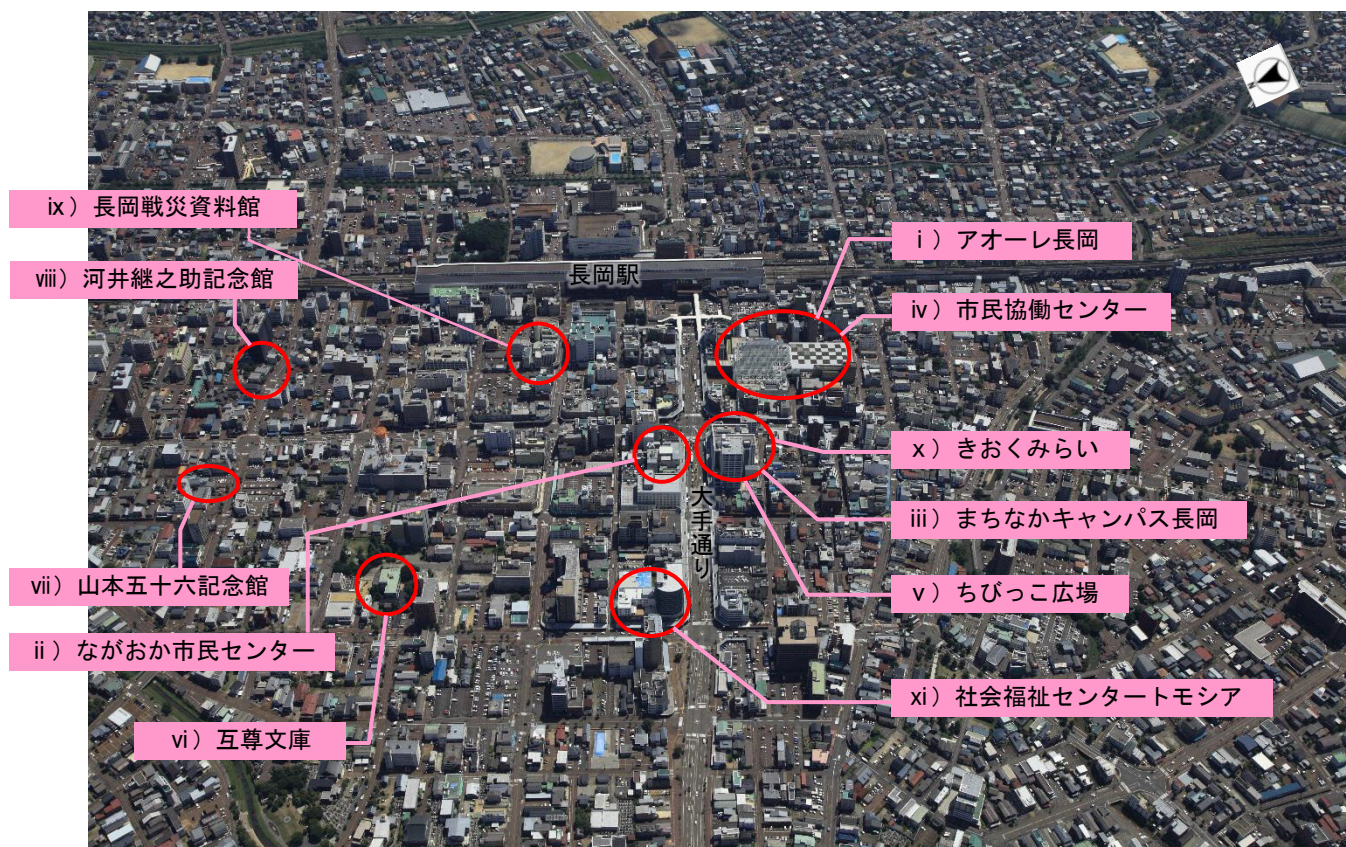 ix）長岡戦災資料館
viii）河井継之助記念館
vii）山本五十六記念館
ii）ながおか市民センター
vi）互尊文庫
長岡駅
大手通り
i）アオーレ長岡
iv）市民協働センター
x）きおくみらい
iii）まちなかキャンパス長岡
v）ちびっこ広場
xi）社会福祉センタートモシア